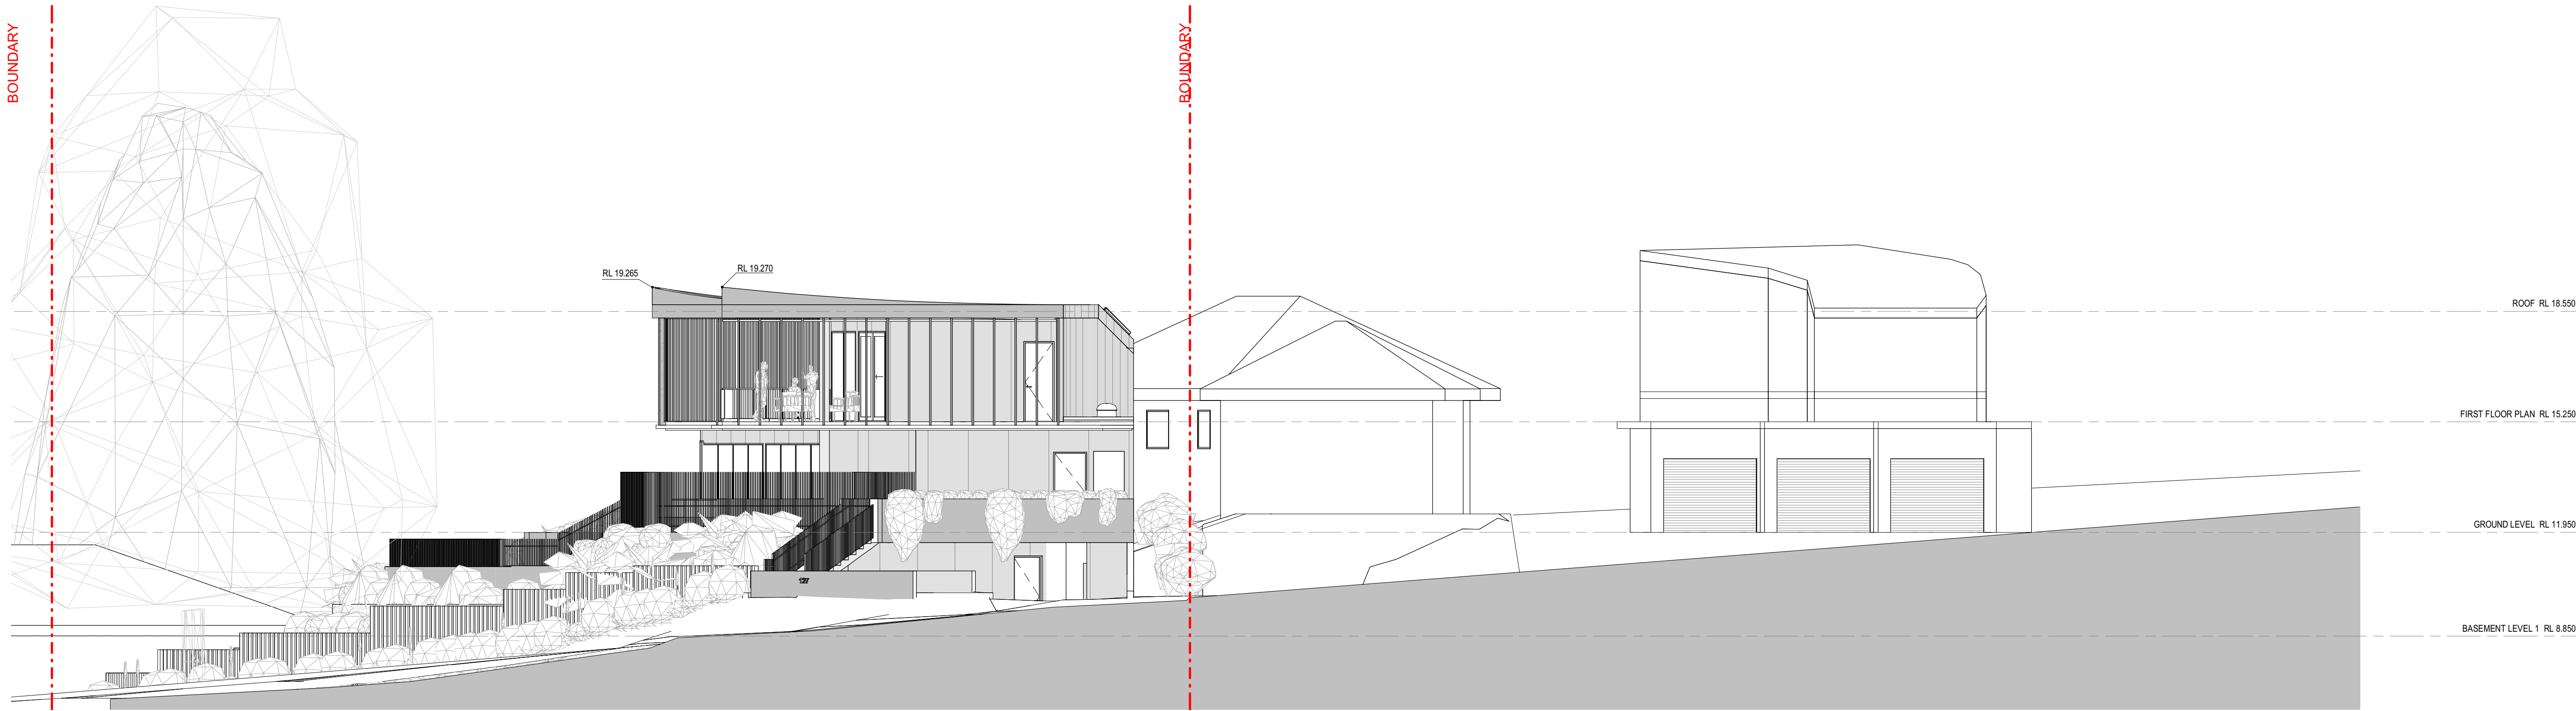 BOUNDARY
BOUNDARY
RL 19.265
RL 19.270
ROOF RL 18.550
FIRST FLOOR PLAN RL 15.250
GROUND LEVEL RL 11.950
127
BASEMENT LEVEL 1 RL 8.850